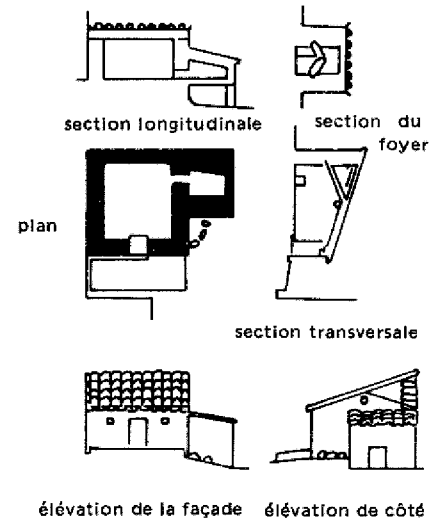 section longitudinale
section du
foyer
plan
section transversale
élévation de la façade
élévation de côté